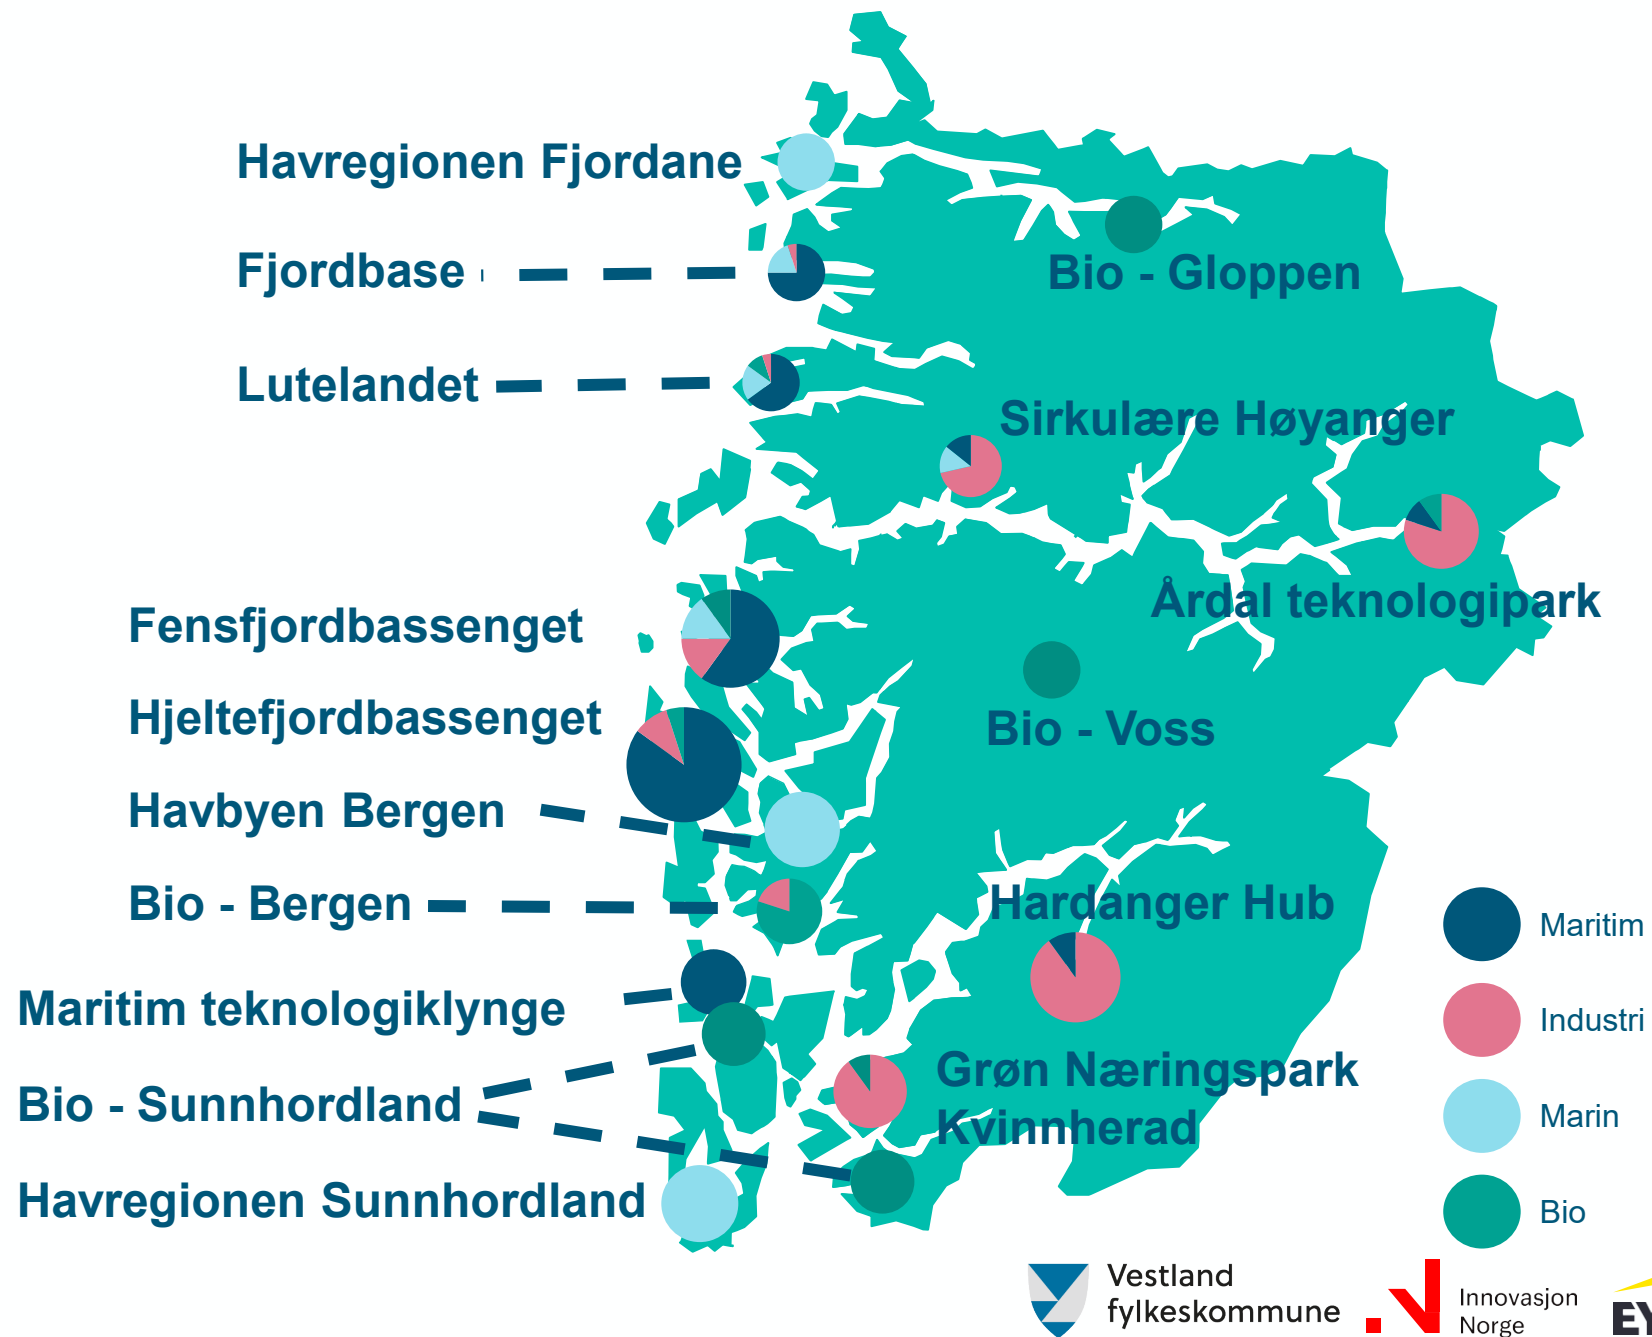 Havregionen Fjordane
Fjordbase
Bio - Gloppen
Lutelandet
Sirkulære Høyanger
Årdal teknologipark
Fensfjordbassenget
Hjeltefjordbassenget
Bio - Voss
Havbyen Bergen
Bio - Bergen
Hardanger Hub
Maritim teknologiklynge
Bio - Sunnhordland
Grøn Næringspark
Kvinnherad
Havregionen Sunnhordland
Maritim
Industri
Marin
Bio
Vestland
fylkeskommune
Innovasjon
Norge
EY